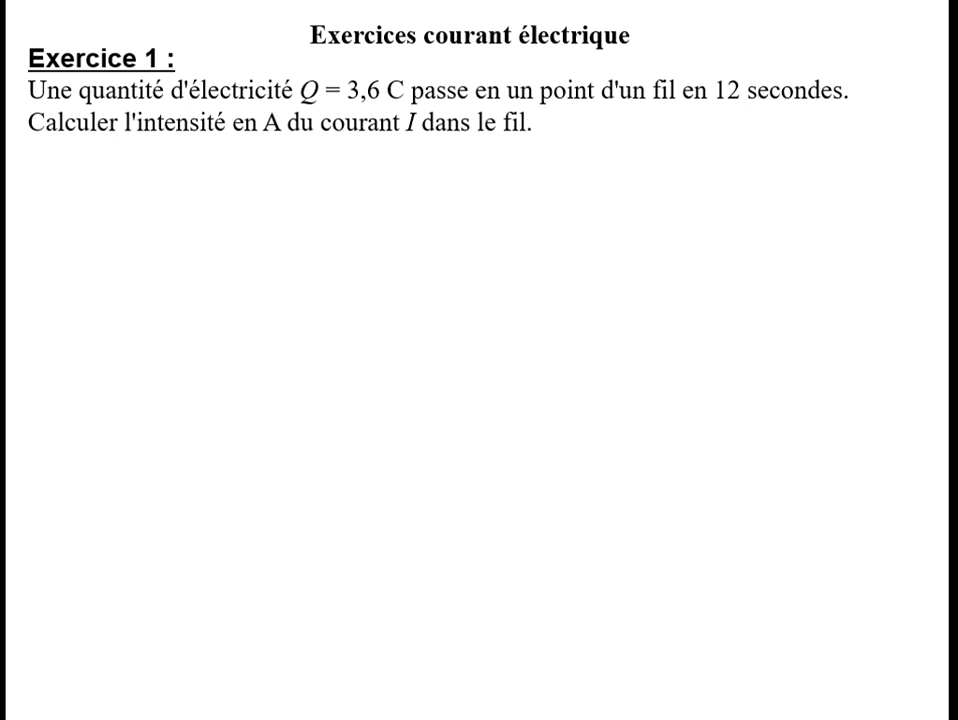 Exercices courant électrique
Exercice 1 :
Une quantité d'électricité Q = 3,6 C passe en un point d'un fil en 12 secondes.
Calculer l'intensité en A du courant I dans le fil.